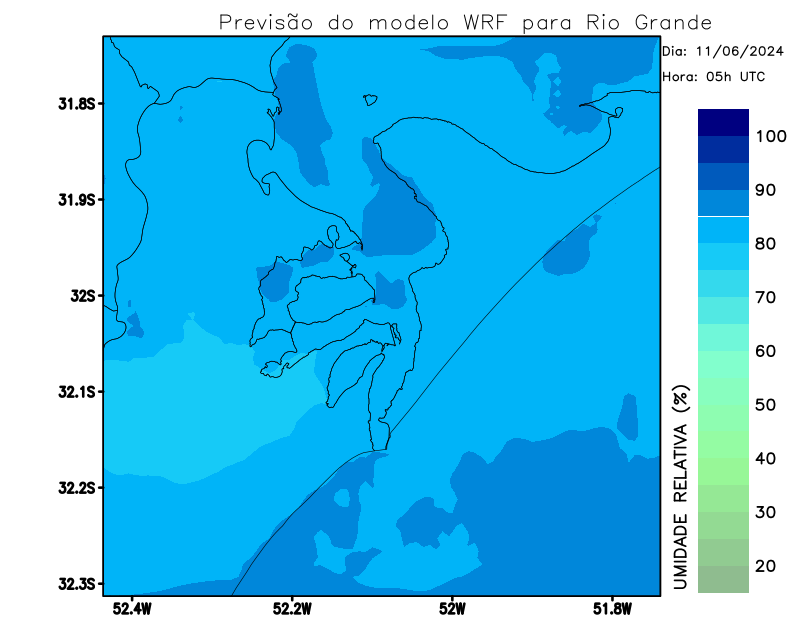 Previsão do modelo WRF para Rio Grande
Dia: 11/06/2024
Hora: 05h UTC
31.8S
31.9S
32S
32.1S
32.2S
32.3S
52.4W 52.2W 52W 51.8W
100
90
80
70
60
50
40
30
20
UMIDADE RELATIVA (%)